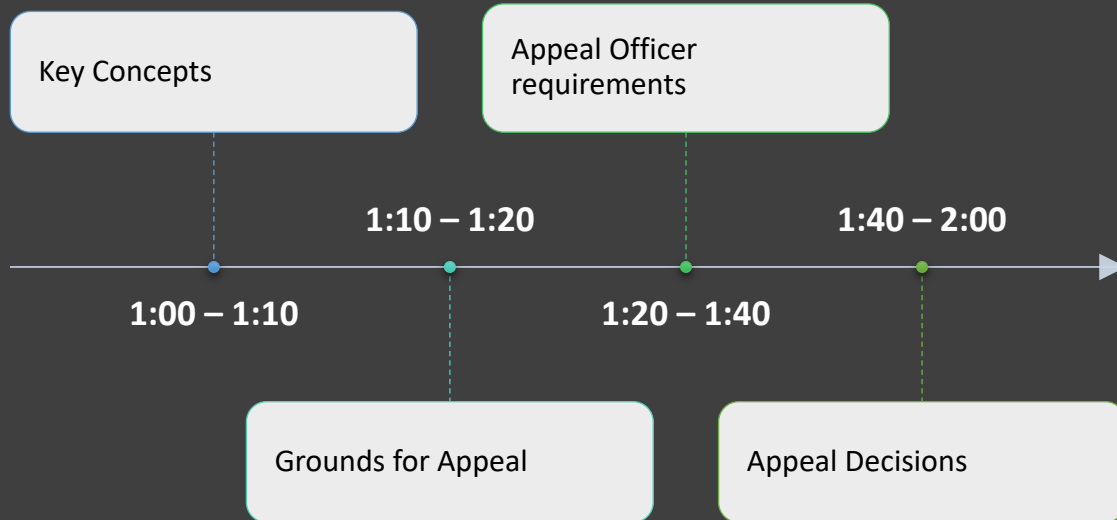 Key Concepts
Appeal Officer
requirements
1:10 – 1:20
1:40 – 2:00
1:00 – 1:10
1:20 – 1:40
Grounds for Appeal
Appeal Decisions